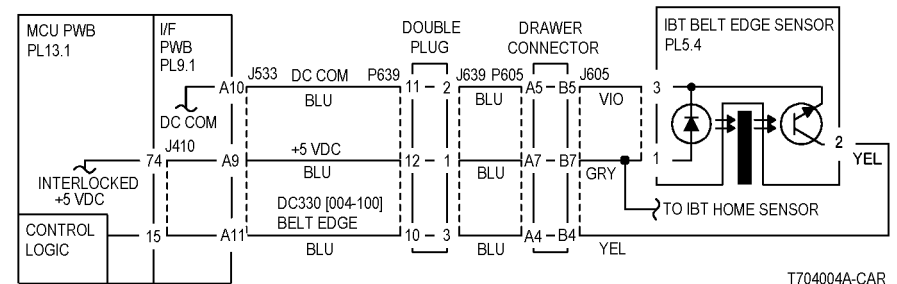 MCU PWB
PL13.1
I/F
PWB
PL9.1
DOUBLE
PLUG
DRAWER
CONNECTOR
IBT BELT EDGE SENSOR
PL5.4
A10 J533 DC COM P639 11 2 J639 P605 A5 B5 J605 3
BLU BLU VIO
DC COM
J410
74 A9 +5 VDC 12 1 A7 B7 1 2
BLU BLU GRY YEL
INTERLOCKED
+5 VDC
DC330 [004-100]
BELT EDGE
TO IBT HOME SENSOR
CONTROL
LOGIC
15 A11 10 3 A4 B4
BLU BLU YEL
T704004A-CAR